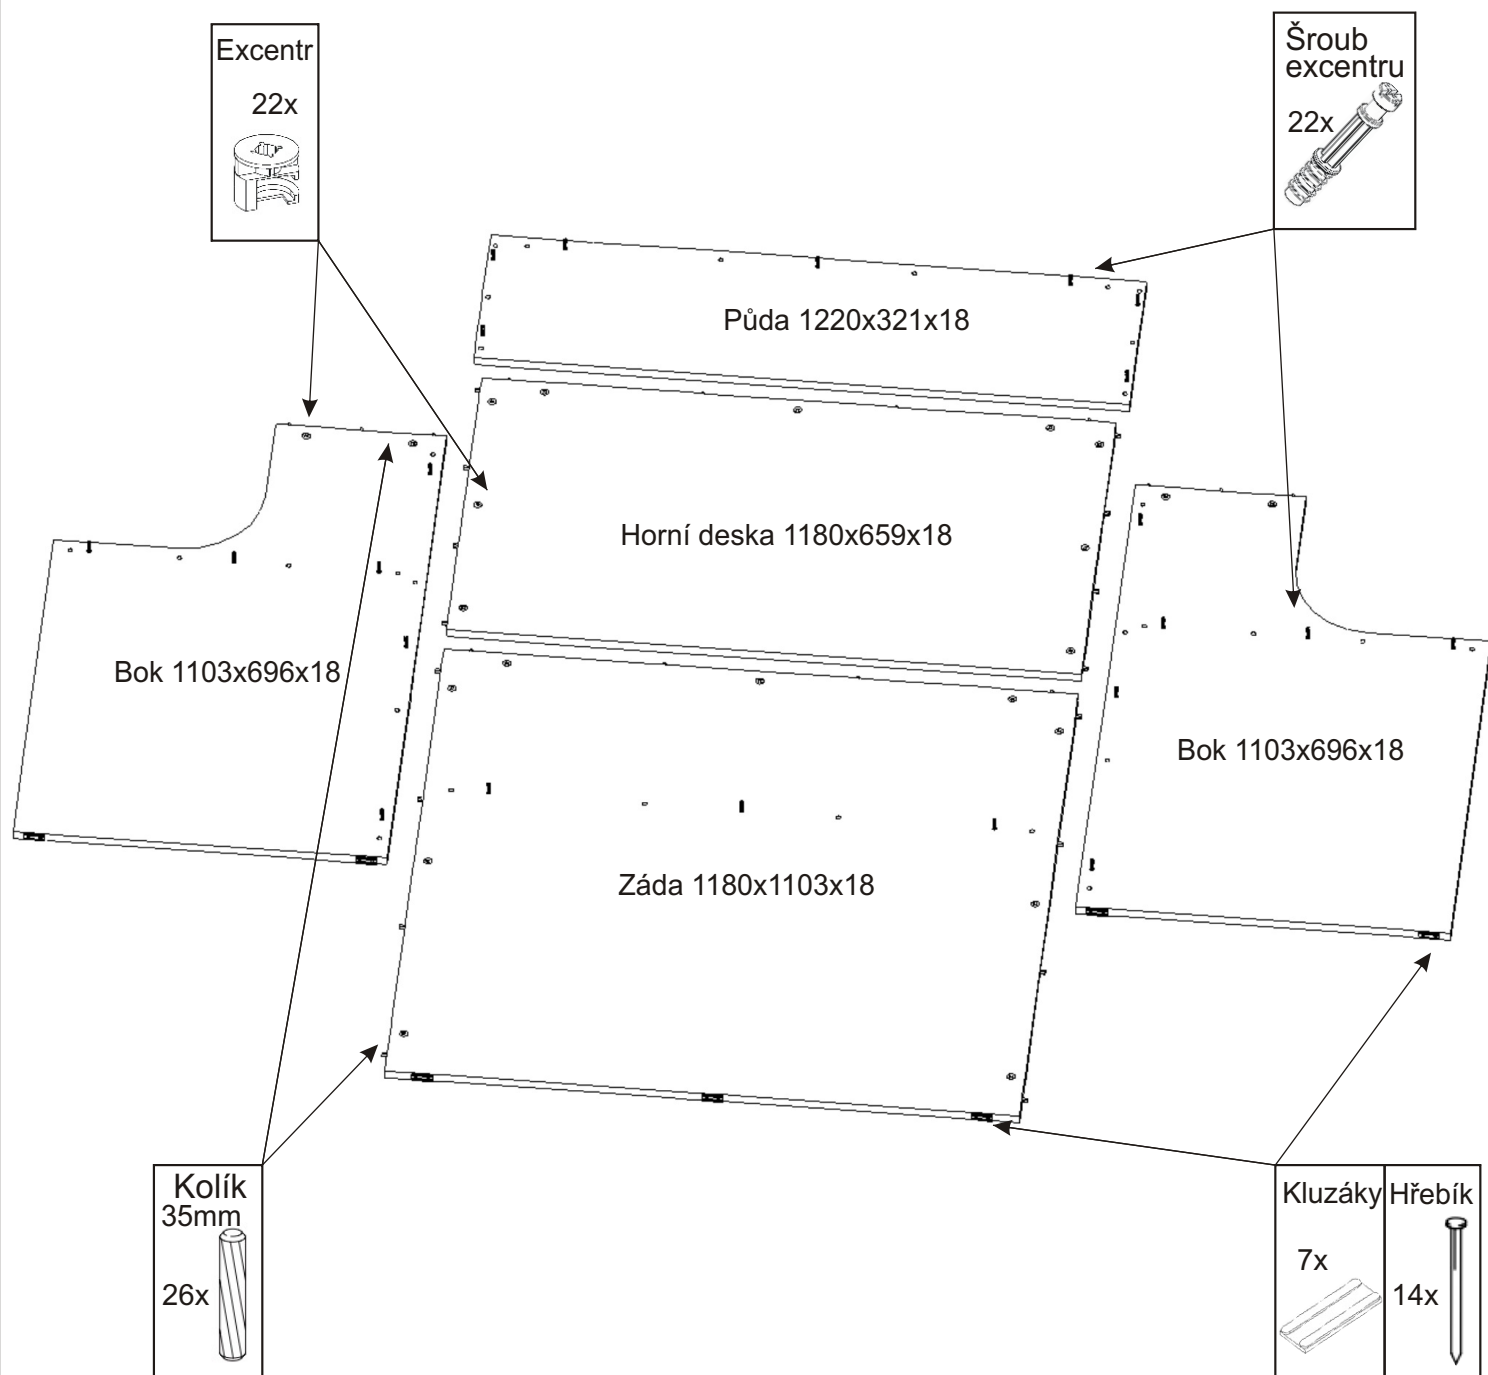 Excentr
22x
Šroub
excentru
22x
Půda 1220x321x18
Horní deska 1180x659x18
Bok 1103x696x18
Bok 1103x696x18
Záda 1180x1103x18
Kolík
35mm
26x
Kluzáky
7x
Hřebík
14x